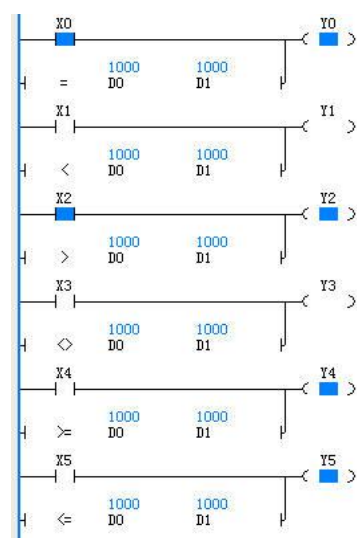 X0 Y0
1000 1000
= D0 D1
X1 Y1
1000 1000
< D0 D1
X2 Y2
1000 1000
> D0 D1
X3 Y3
1000 1000
<> D0 D1
X4 Y4
1000 1000
>= D0 D1
X5 Y5
1000 1000
<= D0 D1